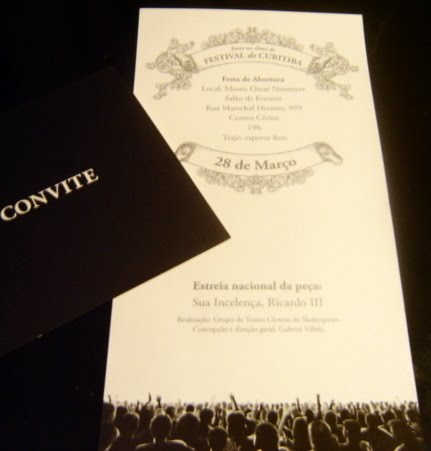 Entre no clima do
FESTIVAL de CURITIBA
Festa de Abertura
Local: Museu Oscar Niemeyer
Salão de Eventos
Rua Marechal Hermes, 999
Centro Cívico
19h
Traje: esporte fino
28 de Março
CONVITE
Estreia nacional da peça:
Sua Incelença, Ricardo III
Realização: Grupo de Teatro Clowns de Shakespeare
Concepção e direção geral: Gabriel Villela